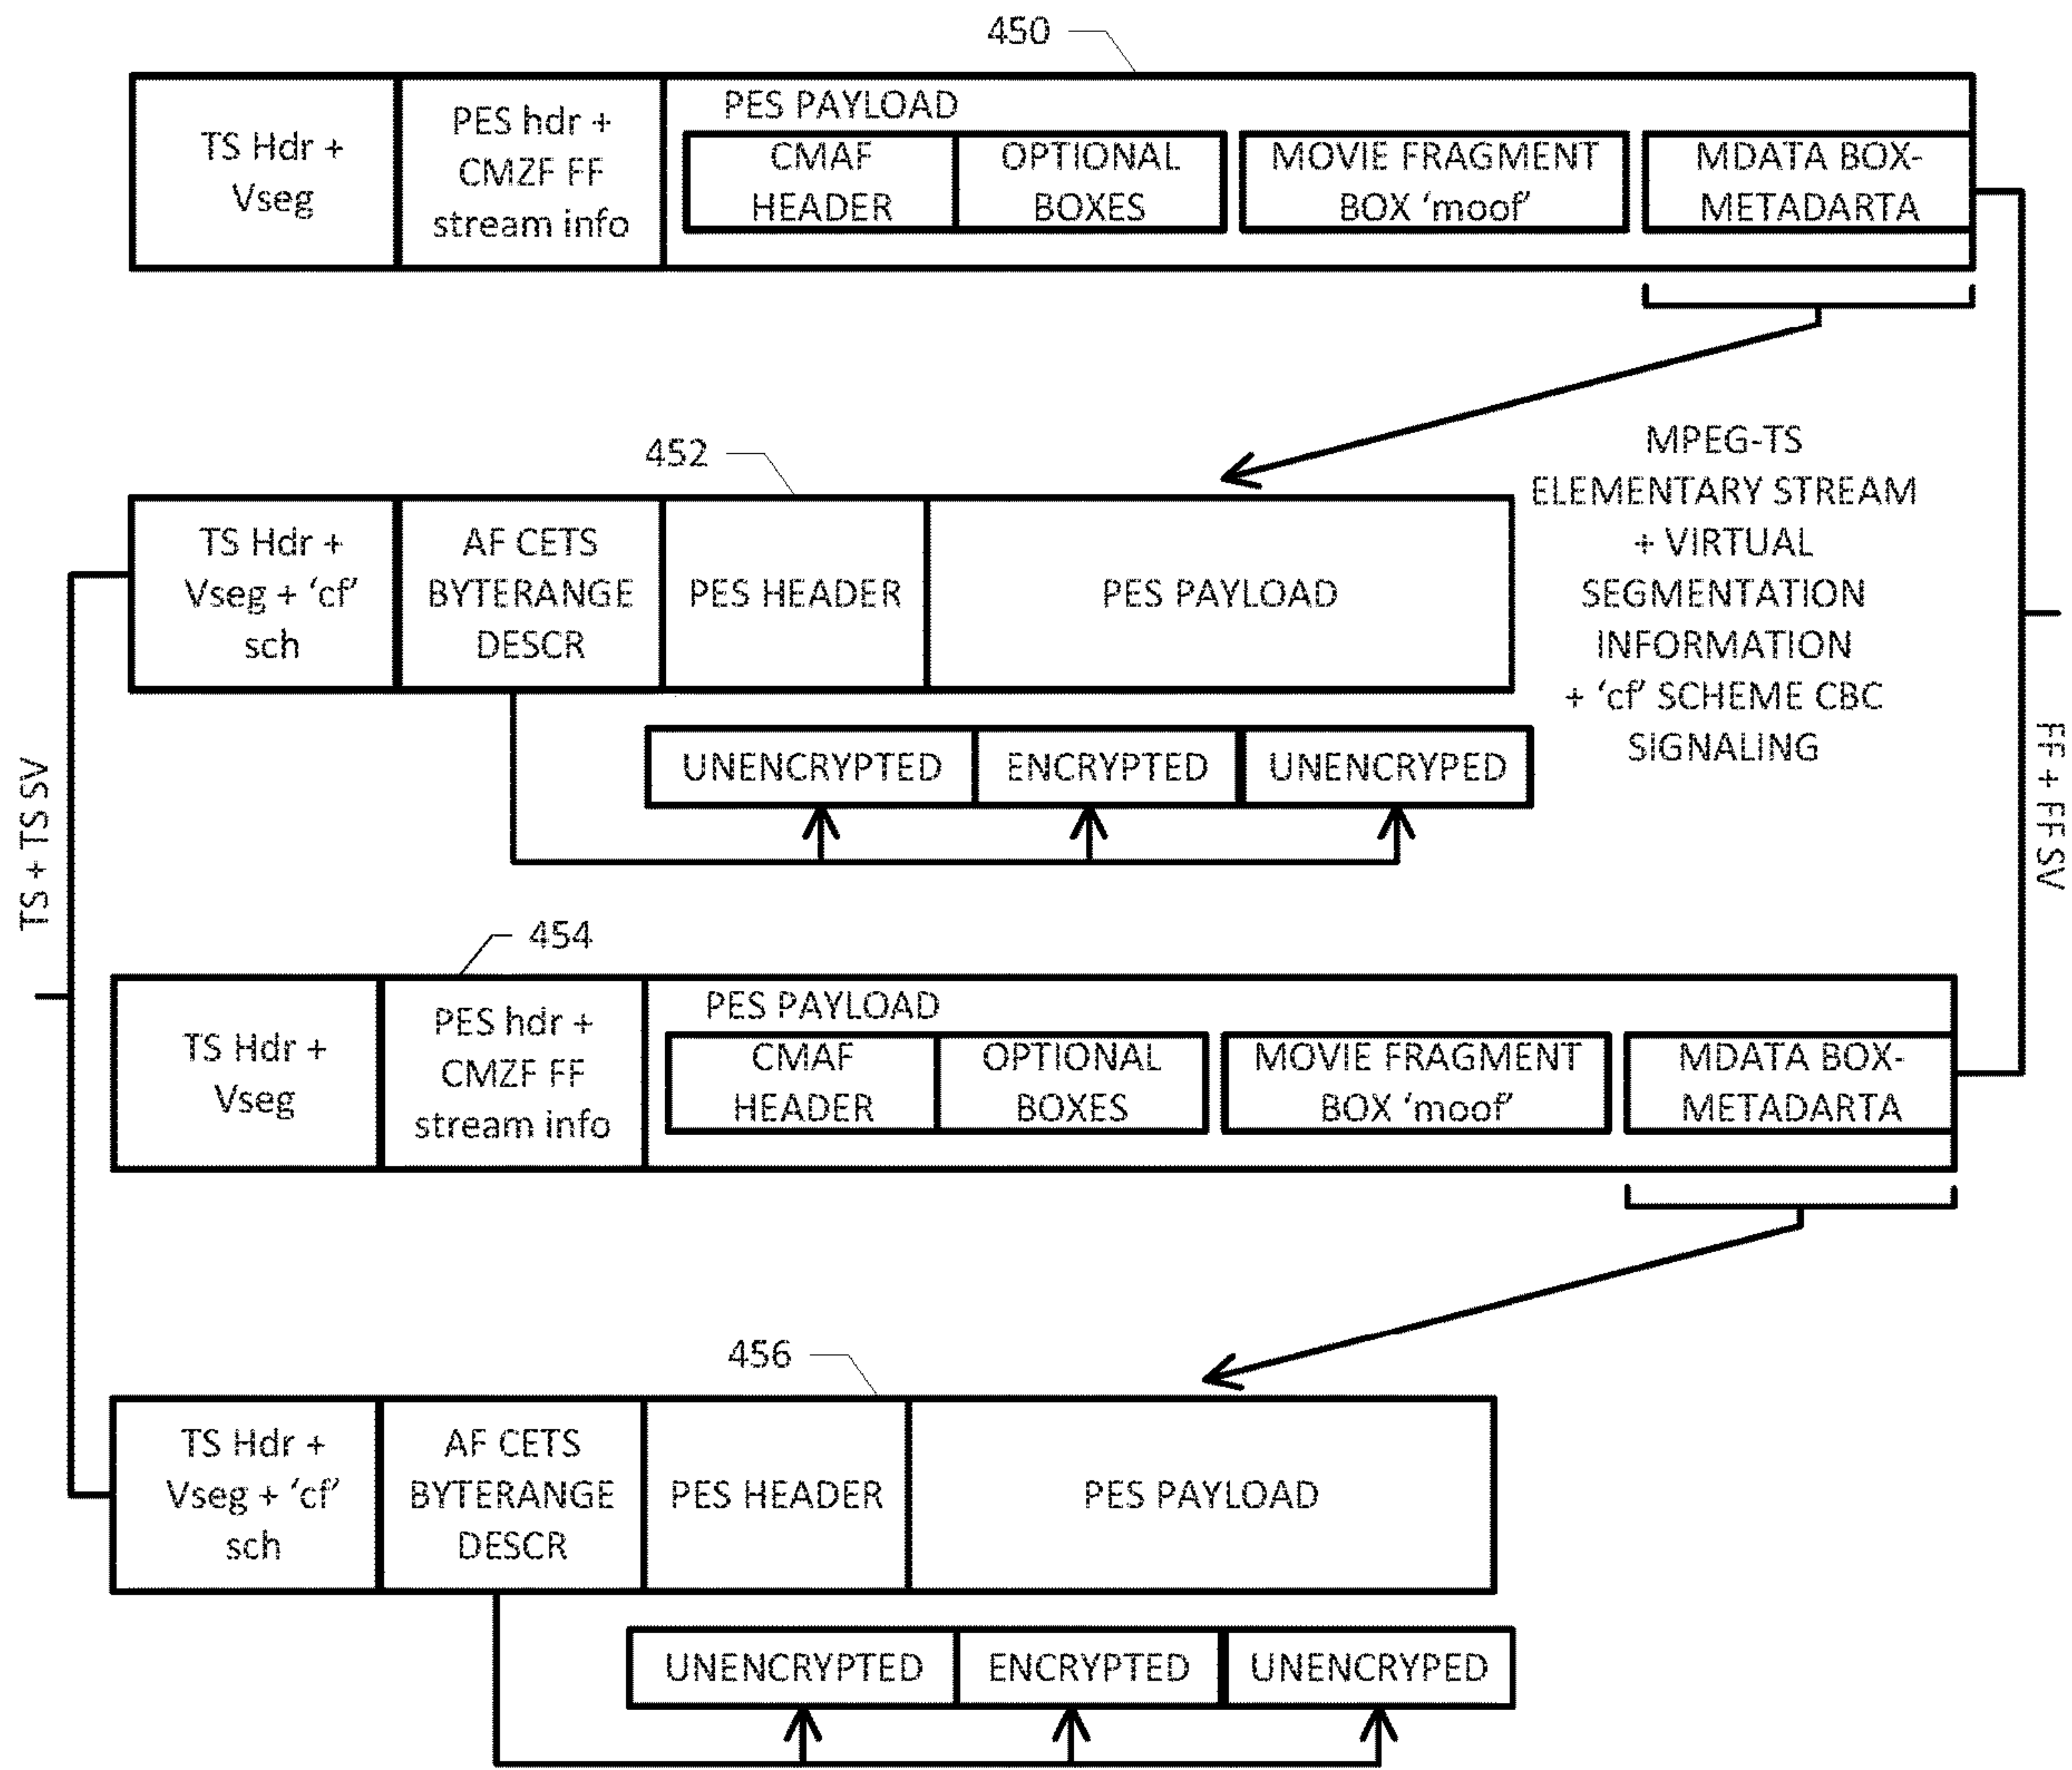 450
TS Hdr +
Vseg
PES hdr +
CMZF FF
stream info
PES PAYLOAD
CMAF
HEADER
OPTIONAL
BOXES
MOVIE FRAGMENT
BOX ‘moof’
MDATA BOX-
METADARTA
452
TS Hdr +
Vseg + ‘cf’
sch
AF CETS
BYTERANGE
DESCR
PES HEADER
PES PAYLOAD
MPEG-TS
ELEMENTARY STREAM
+ VIRTUAL
SEGMENTATION
INFORMATION
+ ‘cf’ SCHEME CBC
SIGNALING
UNENCRYPTED
ENCRYPTED
UNENCRYPED
TS + TS SV
FF + FF SV
454
TS Hdr +
Vseg
PES hdr +
CMZF FF
stream info
PES PAYLOAD
CMAF
HEADER
OPTIONAL
BOXES
MOVIE FRAGMENT
BOX ‘moof’
MDATA BOX-
METADARTA
456
TS Hdr +
Vseg + ‘cf’
sch
AF CETS
BYTERANGE
DESCR
PES HEADER
PES PAYLOAD
UNENCRYPTED
ENCRYPTED
UNENCRYPED